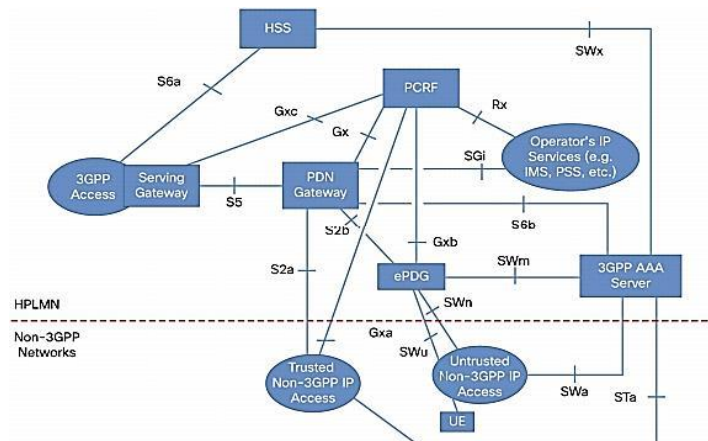 HSS
SWx
S6a
PCRF
Gxc
Rx
Gx
Operator's IP
Services (e.g.
IMS, PSS, etc.)
SGi
3GPP
Access
Serving
Gateway
PDN
Gateway
S5
S2b
S6b
Gxb
S2a
SWm
ePDG
3GPP AAA
Server
SWn
HPLMN
Non-3GPP
Networks
Gxa
SWu
Trusted
Non-3GPP IP
Access
Untrusted
Non-3GPP IP
Access
SWa
STa
UE